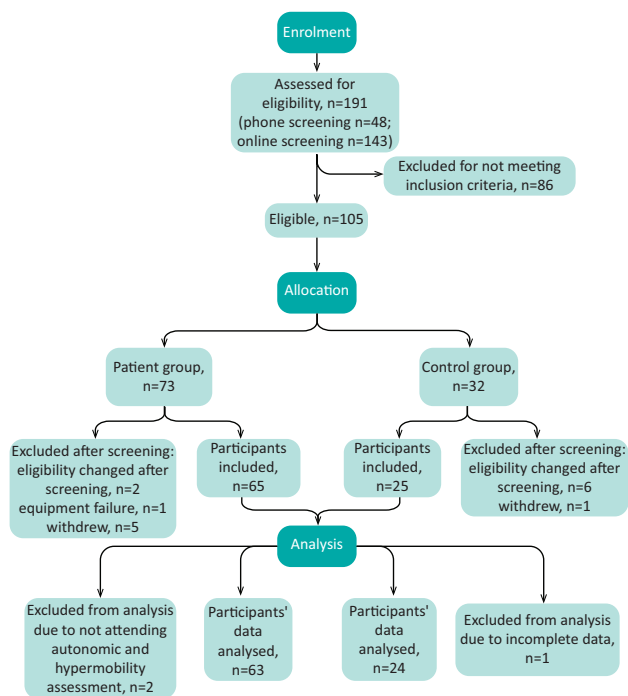 Enrolment
Assessed for
eligibility, n=191
(phone screening n=48;
online screening n=143)
Excluded for not meeting
inclusion criteria, n=86
Eligible, n=105
Allocation
Patient group,
n=73
Control group,
n=32
Excluded after screening:
eligibility changed after
screening, n=2
equipment failure, n=1
withdrew, n=5
Participants
included,
n=65
Participants
included,
n=25
Excluded after screening:
eligibility changed after
screening, n=6
withdrew, n=1
Analysis
Excluded from analysis
due to not attending
autonomic and
hypermobility
assessment, n=2
Participants'
data
analysed,
n=63
Participants'
data
analysed,
n=24
Excluded from analysis
due to incomplete data,
n=1